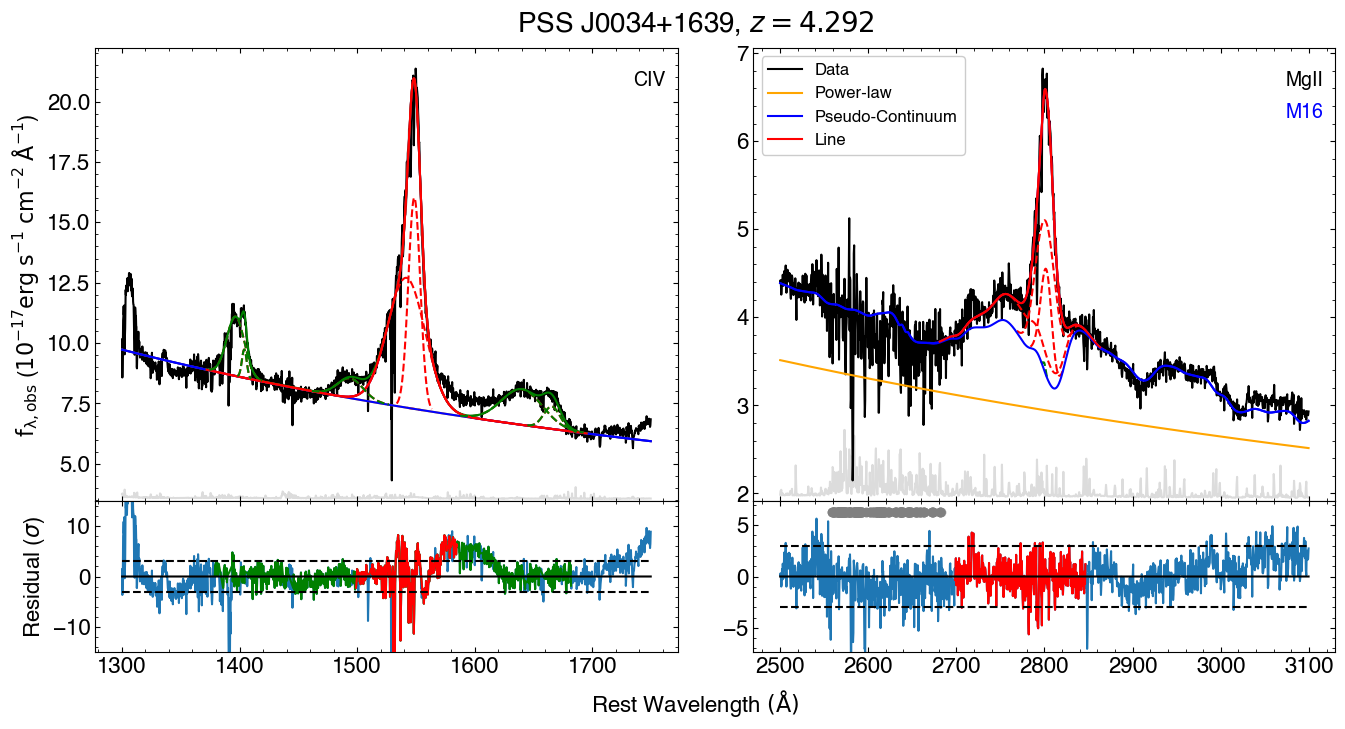 PSS J0034+1639, z = 4.292
CIV
Data
Power-law
Pseudo-Continuum
Line
MgII
M16
f_λ,obs (10^−17 erg s^−1 cm^−2 Å^−1)
20.0
17.5
15.0
12.5
10.0
7.5
5.0
7
6
5
4
3
2
Residual (σ)
10
0
−10
5
0
−5
1300 1400 1500 1600 1700
2500 2600 2700 2800 2900 3000 3100
Rest Wavelength (Å)